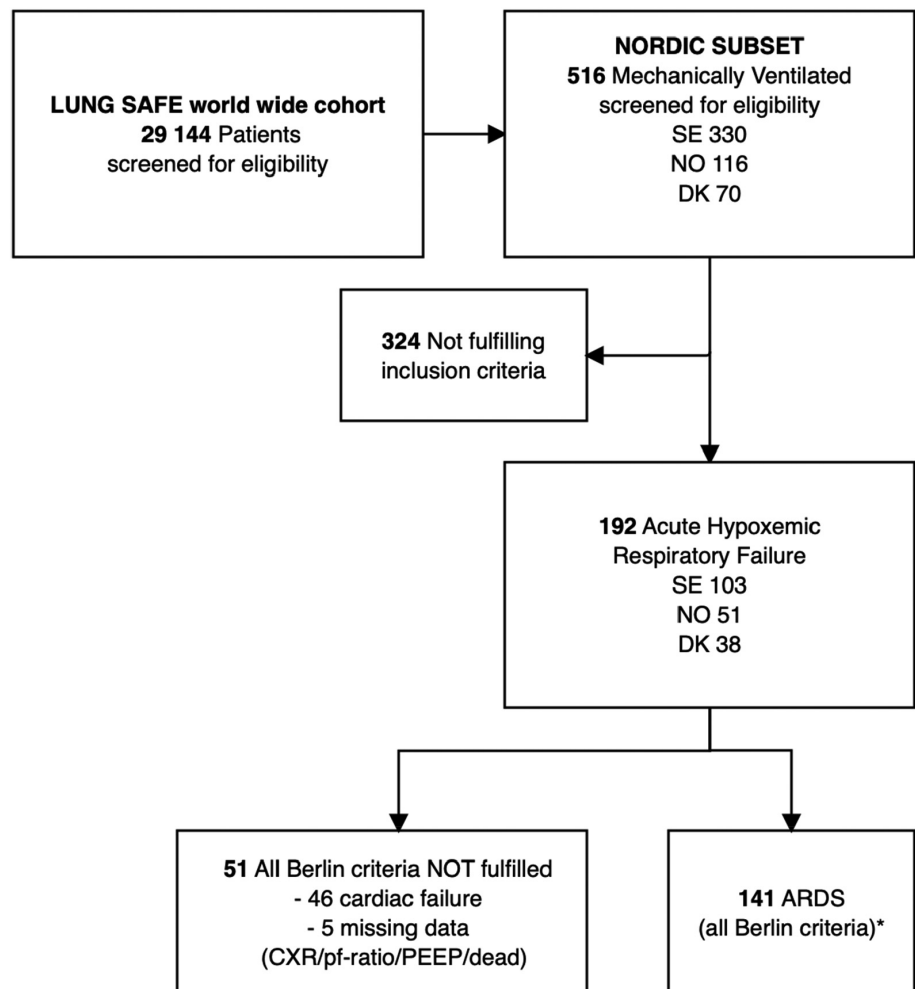 LUNG SAFE world wide cohort
29 144 Patients
screened for eligibility
NORDIC SUBSET
516 Mechanically Ventilated
screened for eligibility
SE 330
NO 116
DK 70
324 Not fulfilling
inclusion criteria
192 Acute Hypoxemic
Respiratory Failure
SE 103
NO 51
DK 38
51 All Berlin criteria NOT fulfilled
- 46 cardiac failure
- 5 missing data
(CXR/pf-ratio/PEEP/dead)
141 ARDS
(all Berlin criteria)*